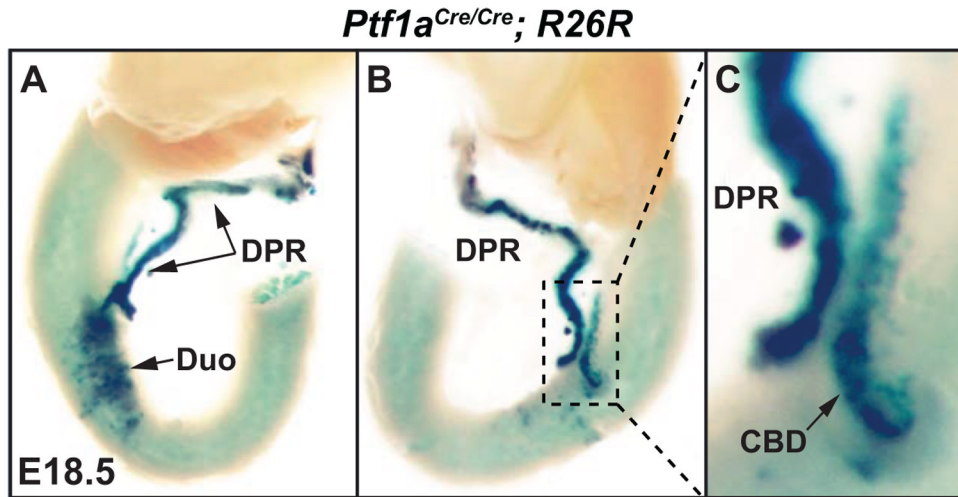 Ptf1aCre/Cre; R26R
A
B
C
DPR
DPR
DPR
Duo
CBD
E18.5